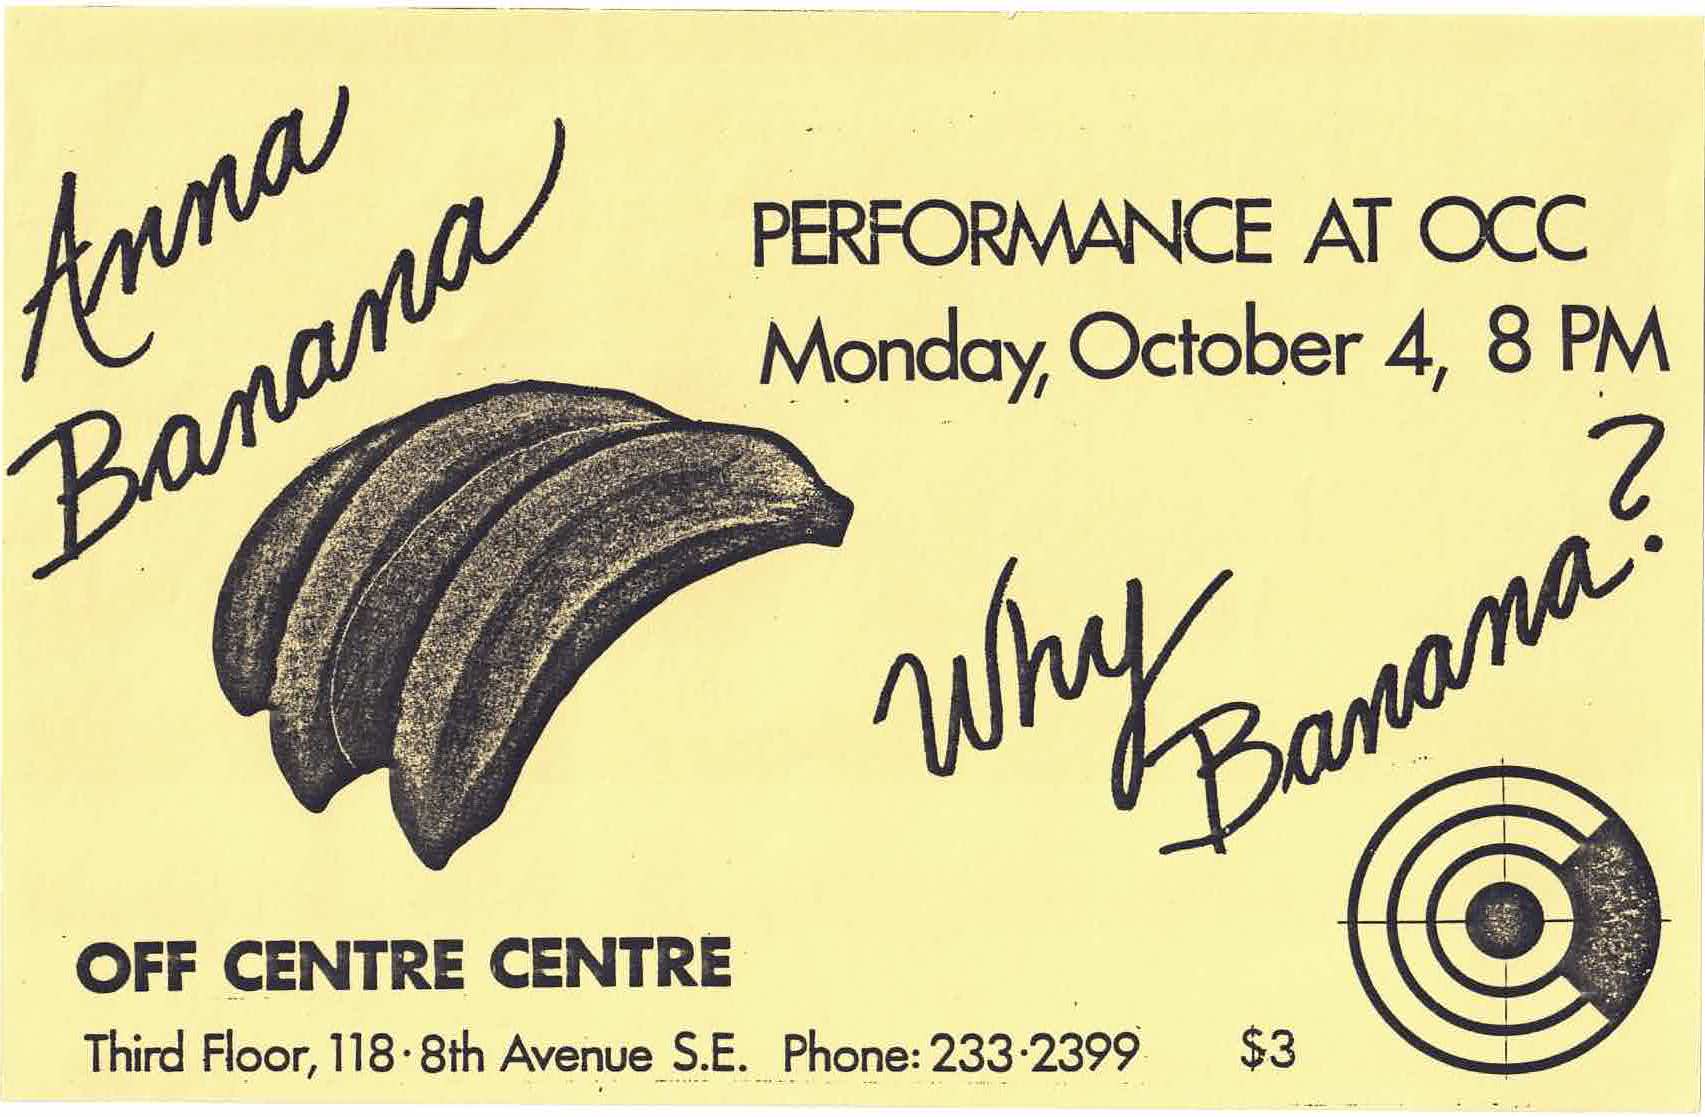 Anna
Banana
PERFORMANCE AT OCC
Monday, October 4, 8 PM
Why
Banana?
OFF CENTRE CENTRE
Third Floor, 118·8th Avenue S.E. Phone: 233·2399 $3